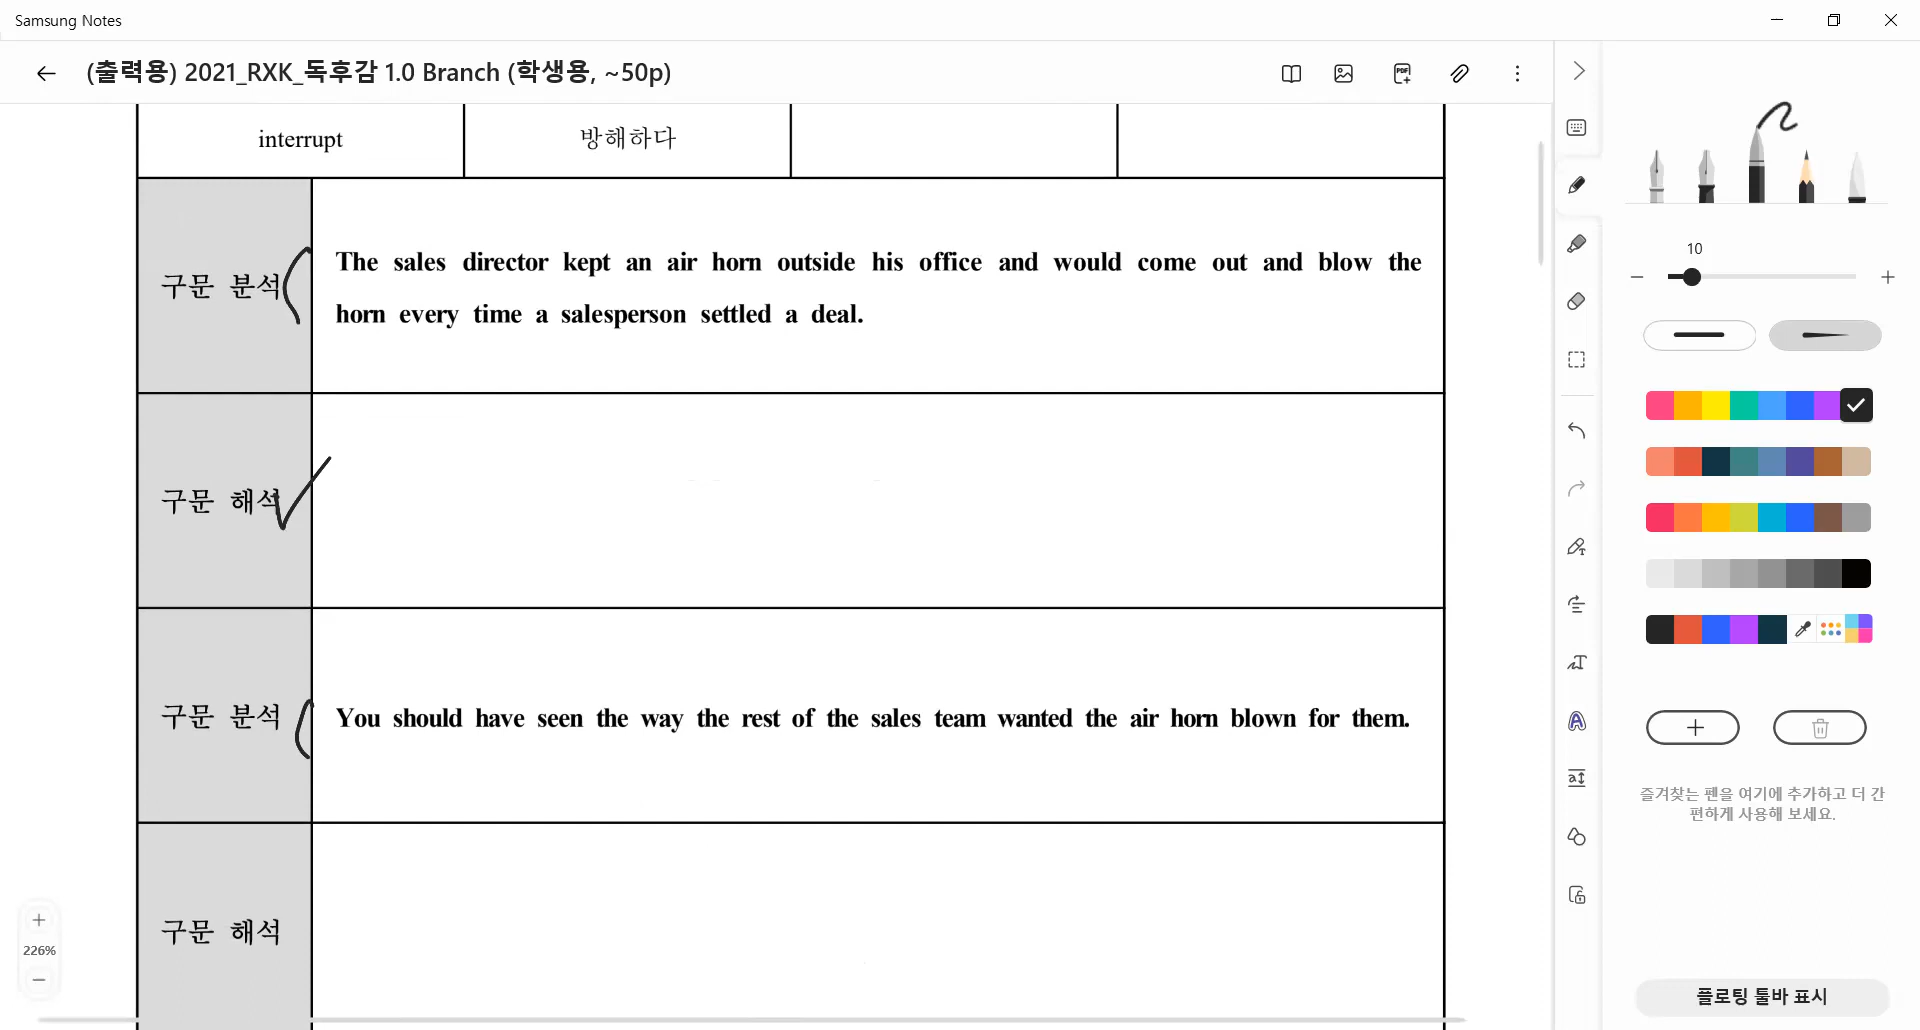 Samsung Notes
(출력용) 2021_RXK_독후감 1.0 Branch (학생용, ~50p)
interrupt 방해하다
구문 분석
The sales director kept an air horn outside his office and would come out and blow the
horn every time a salesperson settled a deal.
구문 해석
구문 분석
You should have seen the way the rest of the sales team wanted the air horn blown for them.
구문 해석
226%
10
즐겨찾는 펜을 여기에 추가하고 더 간
편하게 사용해 보세요.
플로팅 툴바 표시